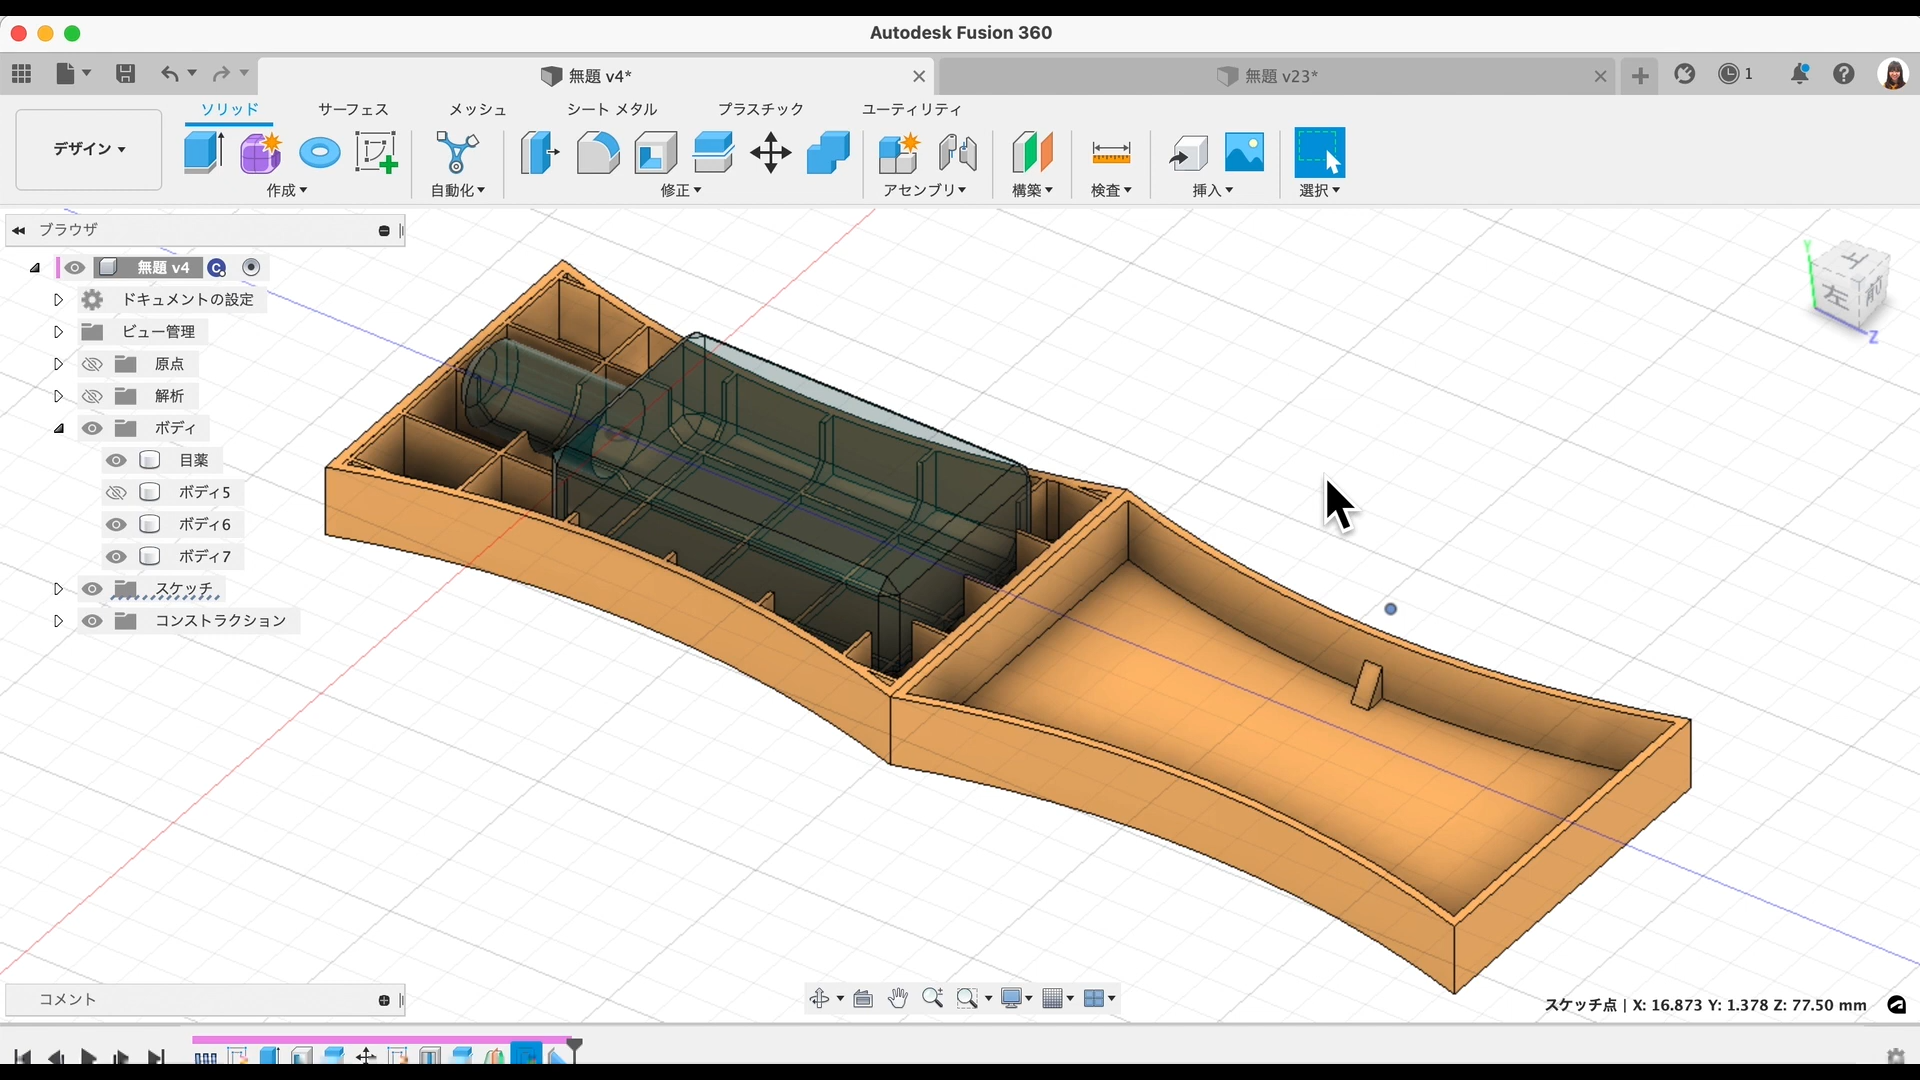 Autodesk Fusion 360
無題 v4*
無題 v23*
1
ソリッド
サーフェス
メッシュ
シート メタル
プラスチック
ユーティリティ
デザイン
作成
自動化
修正
アセンブリ
構築
検査
挿入
選択
ブラウザ
無題 v4
ドキュメントの設定
ビュー管理
原点
解析
ボディ
目薬
ボディ5
ボディ6
ボディ7
スケッチ
コンストラクション
Y
上
左
前
Z
コメント
スケッチ点 | X: 16.873 Y: 1.378 Z: 77.50 mm